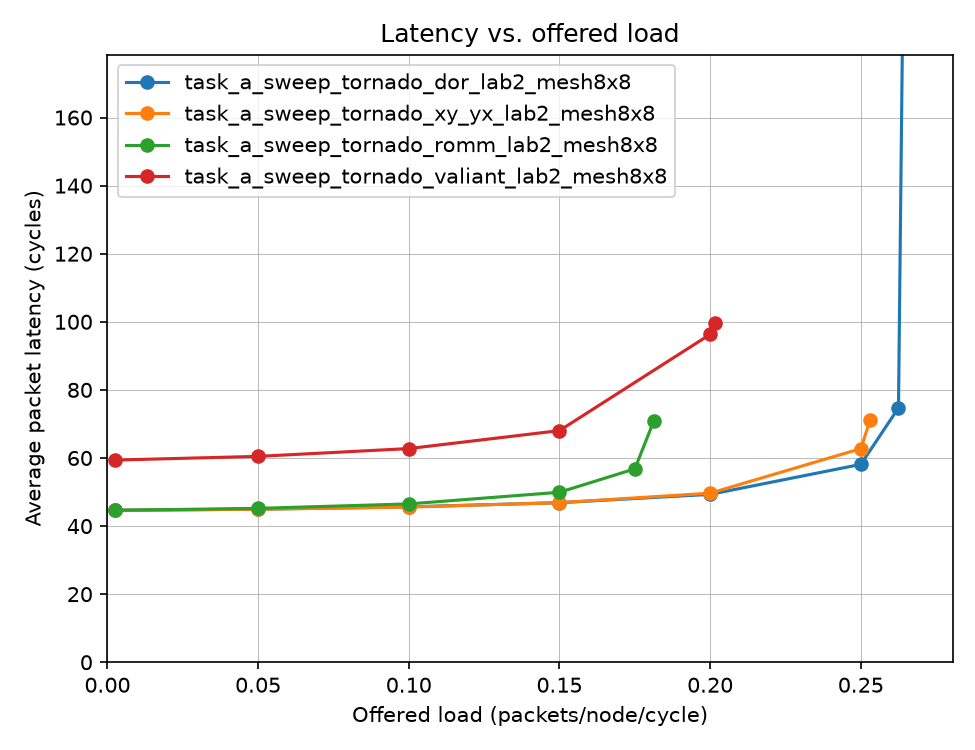 Latency vs. offered load
task_a_sweep_tornado_dor_lab2_mesh8x8
task_a_sweep_tornado_xy_yx_lab2_mesh8x8
task_a_sweep_tornado_romm_lab2_mesh8x8
task_a_sweep_tornado_valiant_lab2_mesh8x8
Average packet latency (cycles)
160
140
120
100
80
60
40
20
0
0.00 0.05 0.10 0.15 0.20 0.25
Offered load (packets/node/cycle)